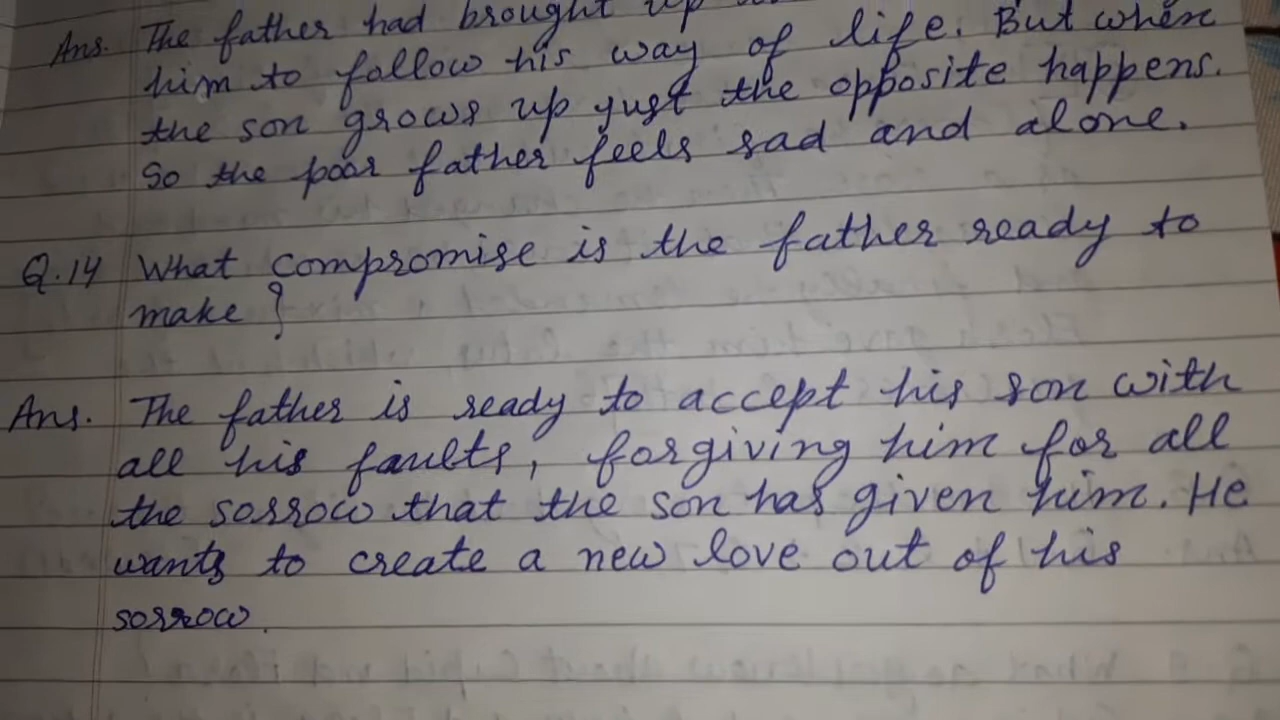 Ans. The father had brought up
him to follow his way of life. But when
the son grows up just the opposite happens.
So the poor father feels sad and alone.
Q.14 What compromise is the father ready to
make ?
Ans. The father is ready to accept his son with
all his faults, forgiving him for all
the sorrow that the son has given him. He
wants to create a new love out of his
sorrow.